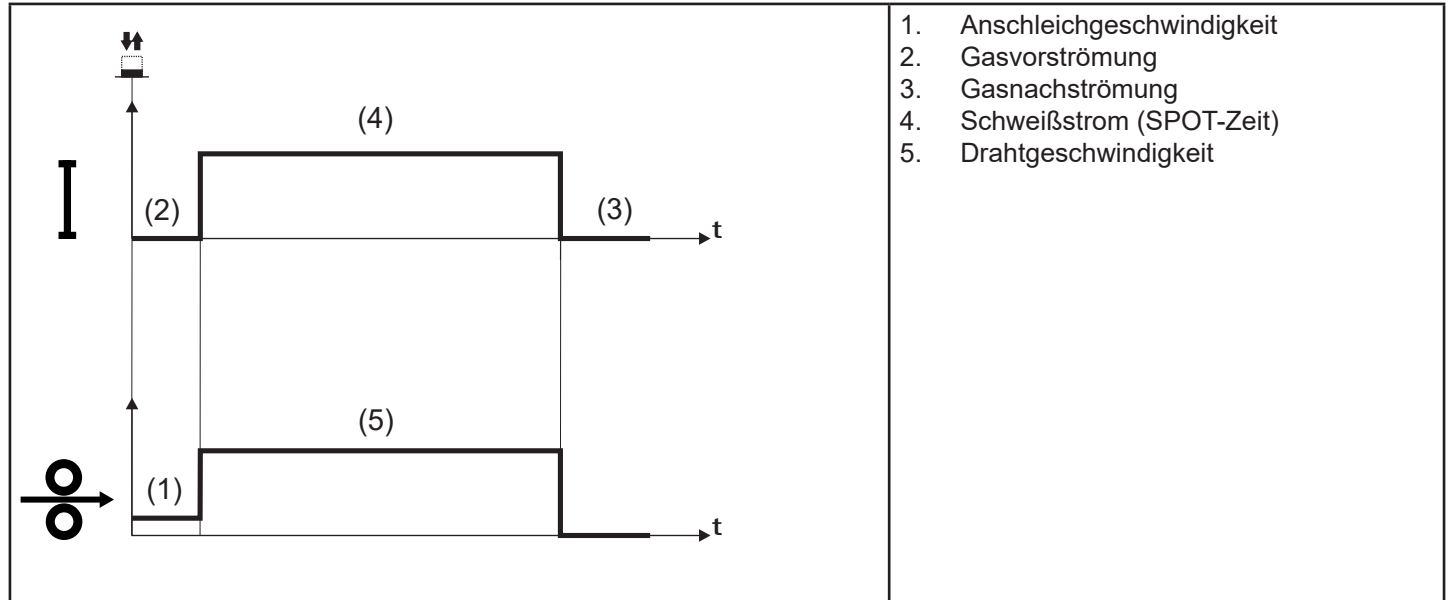 (4)
(2)
(3)
t
(5)
(1)
t
1. Anschleichgeschwindigkeit
2. Gasvorströmung
3. Gasnachströmung
4. Schweißstrom (SPOT-Zeit)
5. Drahtgeschwindigkeit